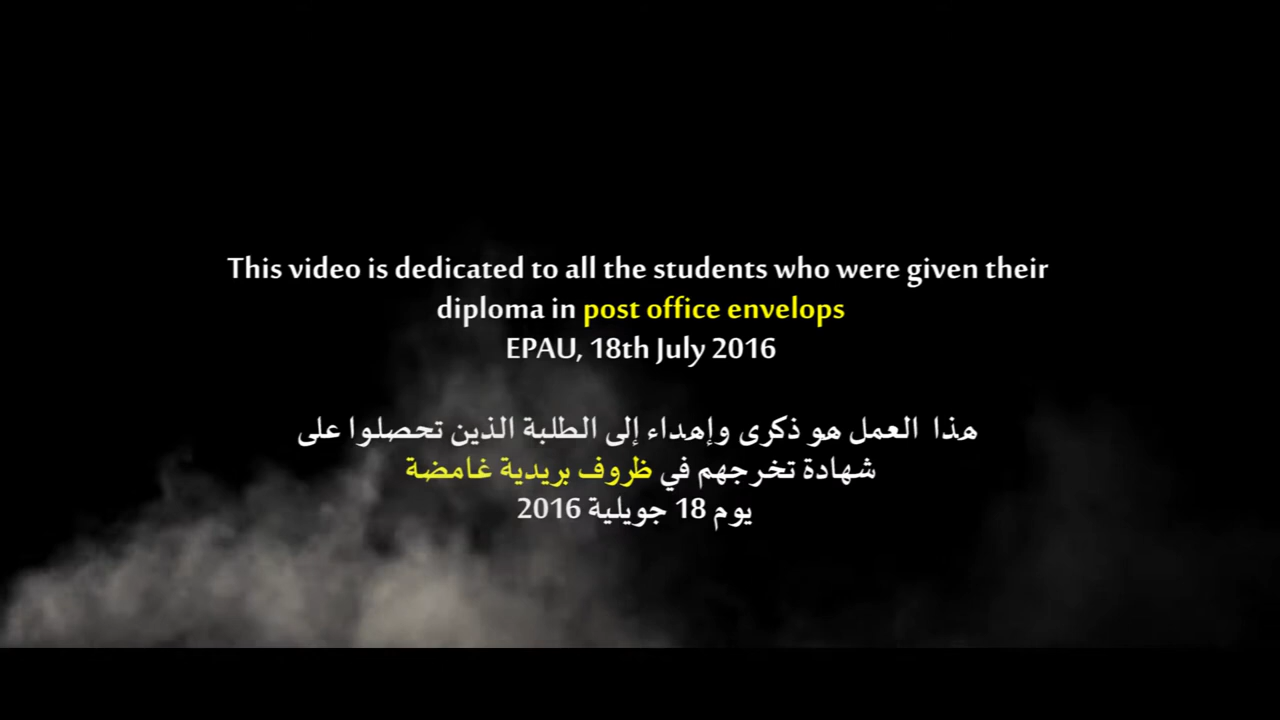 This video is dedicated to all the students who were given their
diploma in post office envelops
EPAU, 18th July 2016
هذا العمل هو ذكرى وإهداء إلى الطلبة الذين تحصلوا على
شهادة تخرجهم في ظروف بريدية غامضة
يوم 18 جويلية 2016